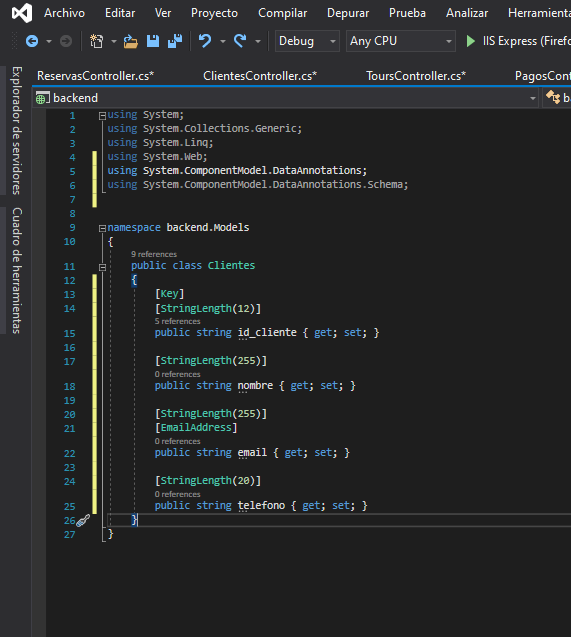 Archivo Editar Ver Proyecto Compilar Depurar Prueba Analizar Herramienta
Debug Any CPU IIS Express (Firefo
ReservasController.cs* ClientesController.cs* ToursController.cs* PagosCont
backend b
Explorador de servidores
Cuadro de herramientas
1 using System;
2 using System.Collections.Generic;
3 using System.Linq;
4 using System.Web;
5 using System.ComponentModel.DataAnnotations;
6 using System.ComponentModel.DataAnnotations.Schema;
7
8
9 namespace backend.Models
10 {
9 references
11 public class Clientes
12 {
13 [Key]
14 [StringLength(12)]
5 references
15 public string id_cliente { get; set; }
16
17 [StringLength(255)]
0 references
18 public string nombre { get; set; }
19
20 [StringLength(255)]
21 [EmailAddress]
0 references
22 public string email { get; set; }
23
24 [StringLength(20)]
0 references
25 public string telefono { get; set; }
26 }
27 }